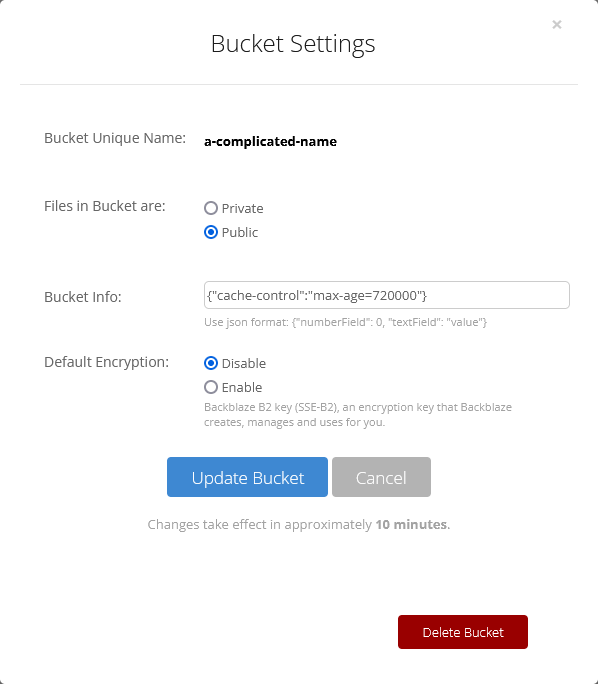 ×
Bucket Settings
Bucket Unique Name:
a-complicated-name
Files in Bucket are:
Private
Public
Bucket Info:
{"cache-control":"max-age=720000"}
Use json format: {"numberField": 0, "textField": "value"}
Default Encryption:
Disable
Enable
Backblaze B2 key (SSE-B2), an encryption key that Backblaze
creates, manages and uses for you.
Update Bucket
Cancel
Changes take effect in approximately 10 minutes.
Delete Bucket